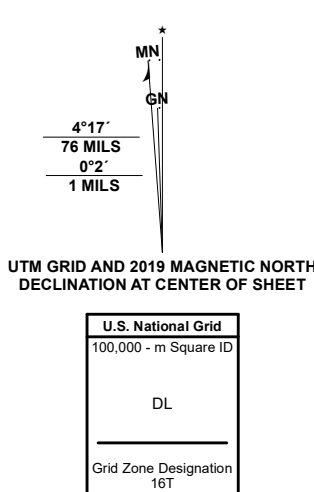 MN
GN
4°17´
76 MILS
0°2´
1 MILS
UTM GRID AND 2019 MAGNETIC NORTH
DECLINATION AT CENTER OF SHEET
U.S. National Grid
100,000 - m Square ID
DL
Grid Zone Designation
16T